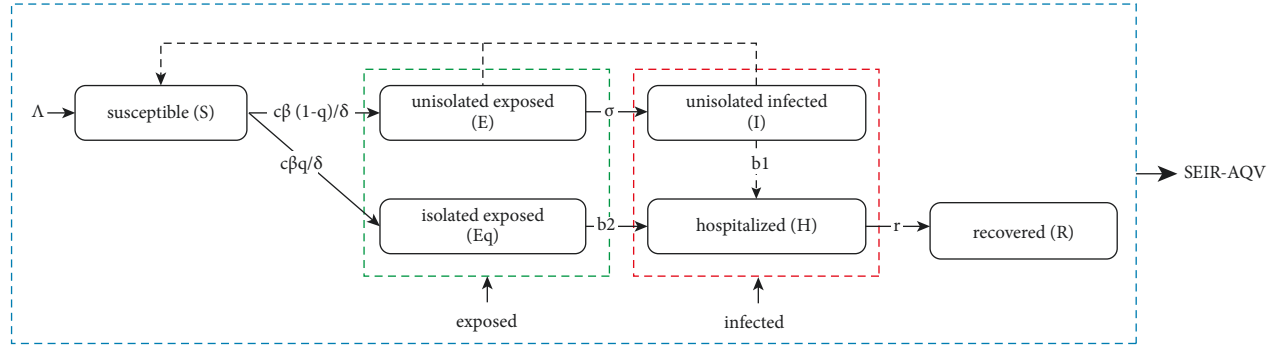 Λ
susceptible (S)
cβ (1-q)/δ
unisolated exposed
(E)
σ
unisolated infected
(I)
cβq/δ
b1
SEIR-AQV
isolated exposed
(Eq)
b2
hospitalized (H)
r
recovered (R)
exposed
infected